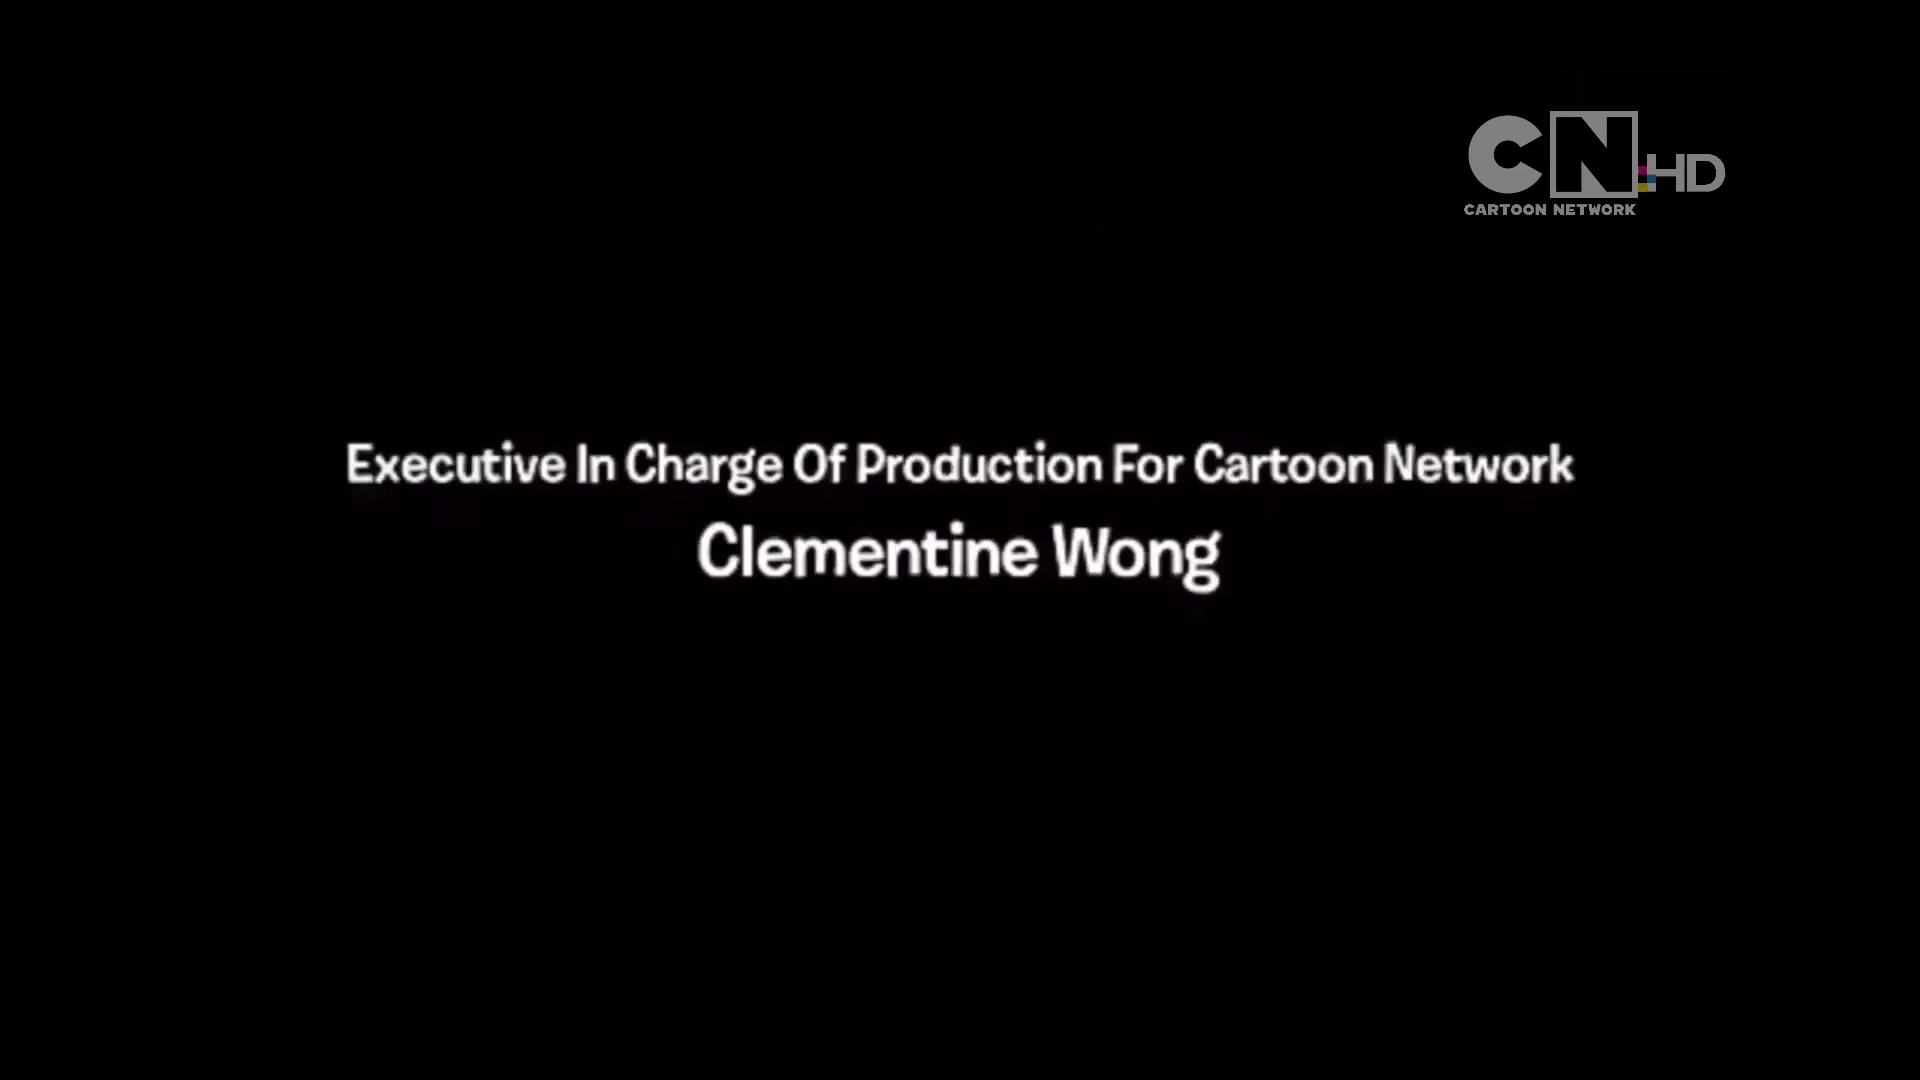 CN HD
CARTOON NETWORK
Executive In Charge Of Production For Cartoon Network
Clementine Wong